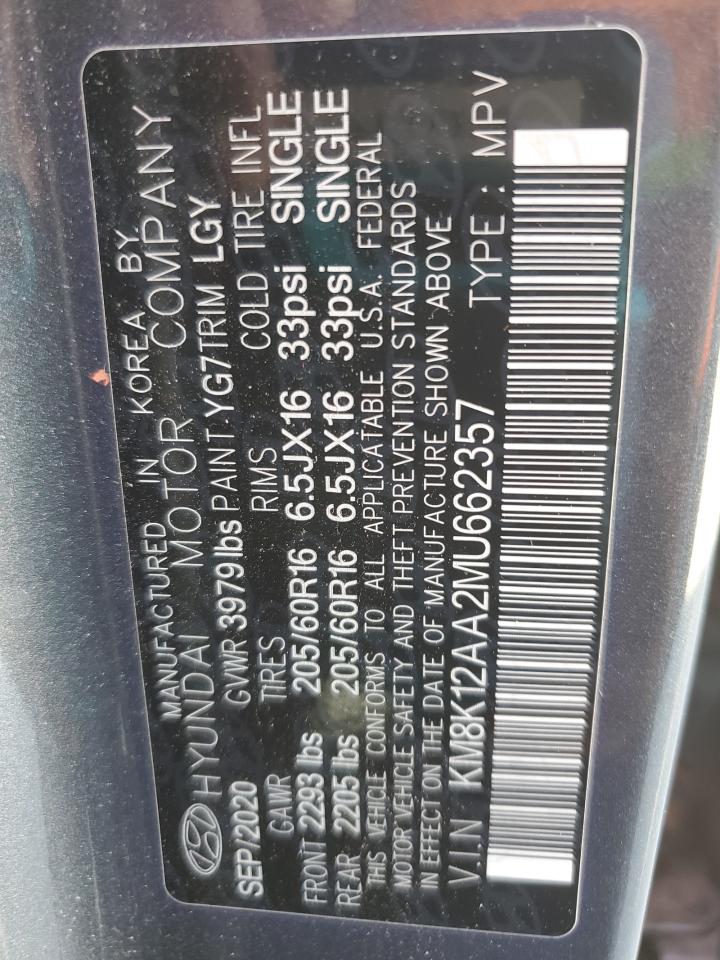 MANUFACTURED IN KOREA BY
HYUNDAI MOTOR COMPANY
SEP/2020 GVWR 3979 lbs PAINT YG7 TRIM LGY
GAWR TIRES RIMS COLD TIRE INFL
FRONT 2293 lbs 205/60R16 6.5JX16 33psi SINGLE
REAR 2205 lbs 205/60R16 6.5JX16 33psi SINGLE
THIS VEHICLE CONFORMS TO ALL APPLICABLE U.S.A. FEDERAL
MOTOR VEHICLE SAFETY AND THEFT PREVENTION STANDARDS
IN EFFECT ON THE DATE OF MANUFACTURE SHOWN ABOVE
V.I.N KM8K12AA2MU662357 TYPE : MPV